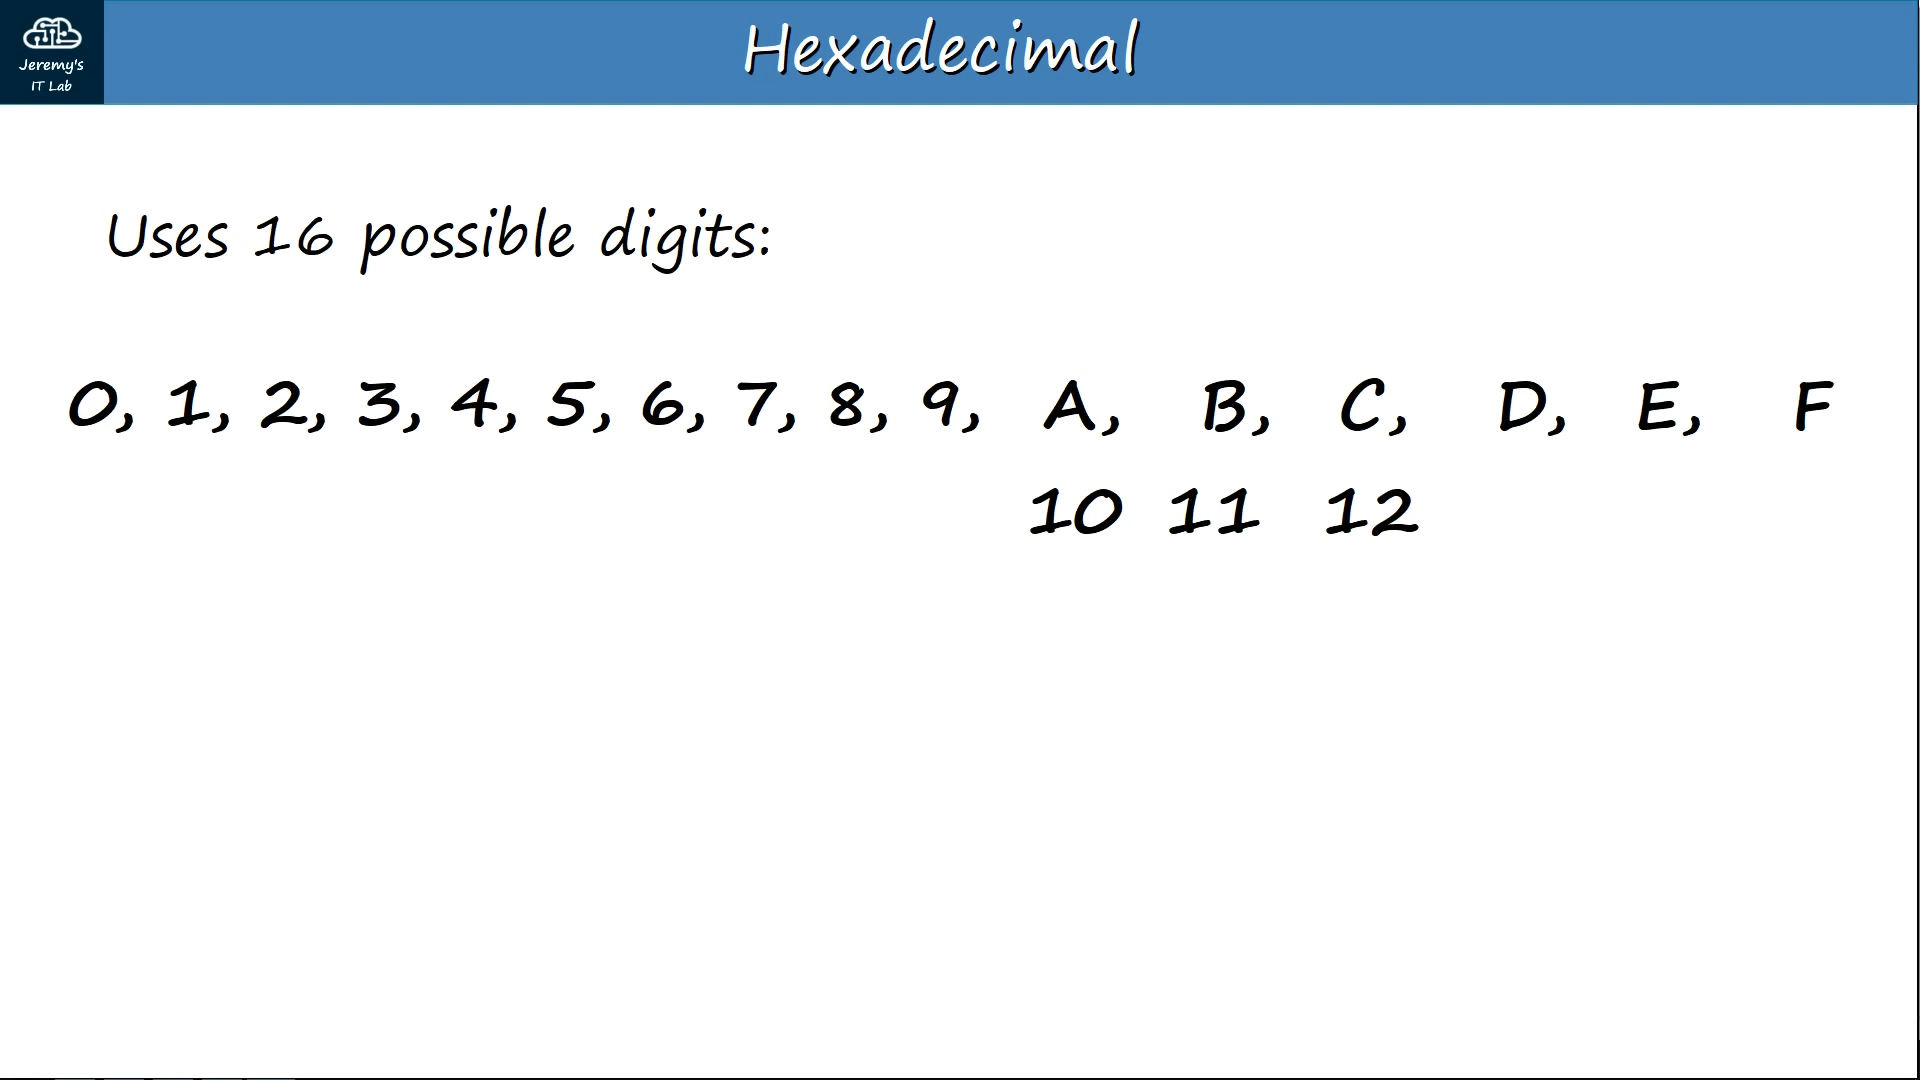 Jeremy's
IT Lab
Hexadecimal
Uses 16 possible digits:
0, 1, 2, 3, 4, 5, 6, 7, 8, 9, A, B, C, D, E, F
10 11 12